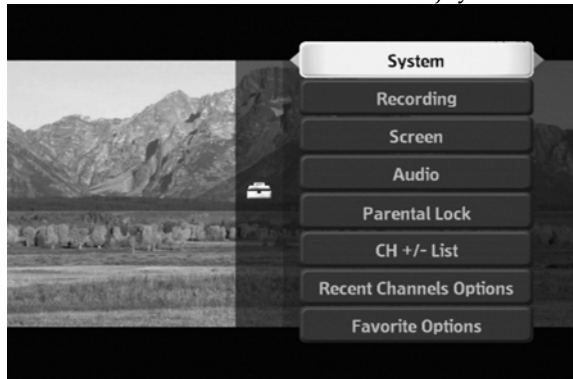 System
Recording
Screen
Audio
Parental Lock
CH +/- List
Recent Channels Options
Favorite Options